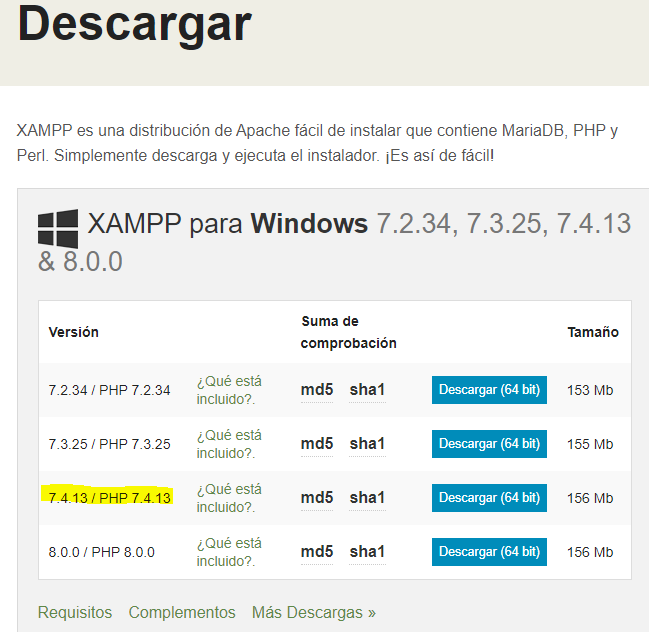 Descargar
XAMPP es una distribución de Apache fácil de instalar que contiene MariaDB, PHP y
Perl. Simplemente descarga y ejecuta el instalador. ¡Es así de fácil!
XAMPP para Windows 7.2.34, 7.3.25, 7.4.13
& 8.0.0
Versión
Suma de
comprobación
Tamaño
7.2.34 / PHP 7.2.34
¿Qué está
incluido?.
md5 sha1
Descargar (64 bit)
153 Mb
7.3.25 / PHP 7.3.25
¿Qué está
incluido?.
md5 sha1
Descargar (64 bit)
155 Mb
7.4.13 / PHP 7.4.13
¿Qué está
incluido?.
md5 sha1
Descargar (64 bit)
156 Mb
8.0.0 / PHP 8.0.0
¿Qué está
incluido?.
md5 sha1
Descargar (64 bit)
156 Mb
Requisitos Complementos Más Descargas »